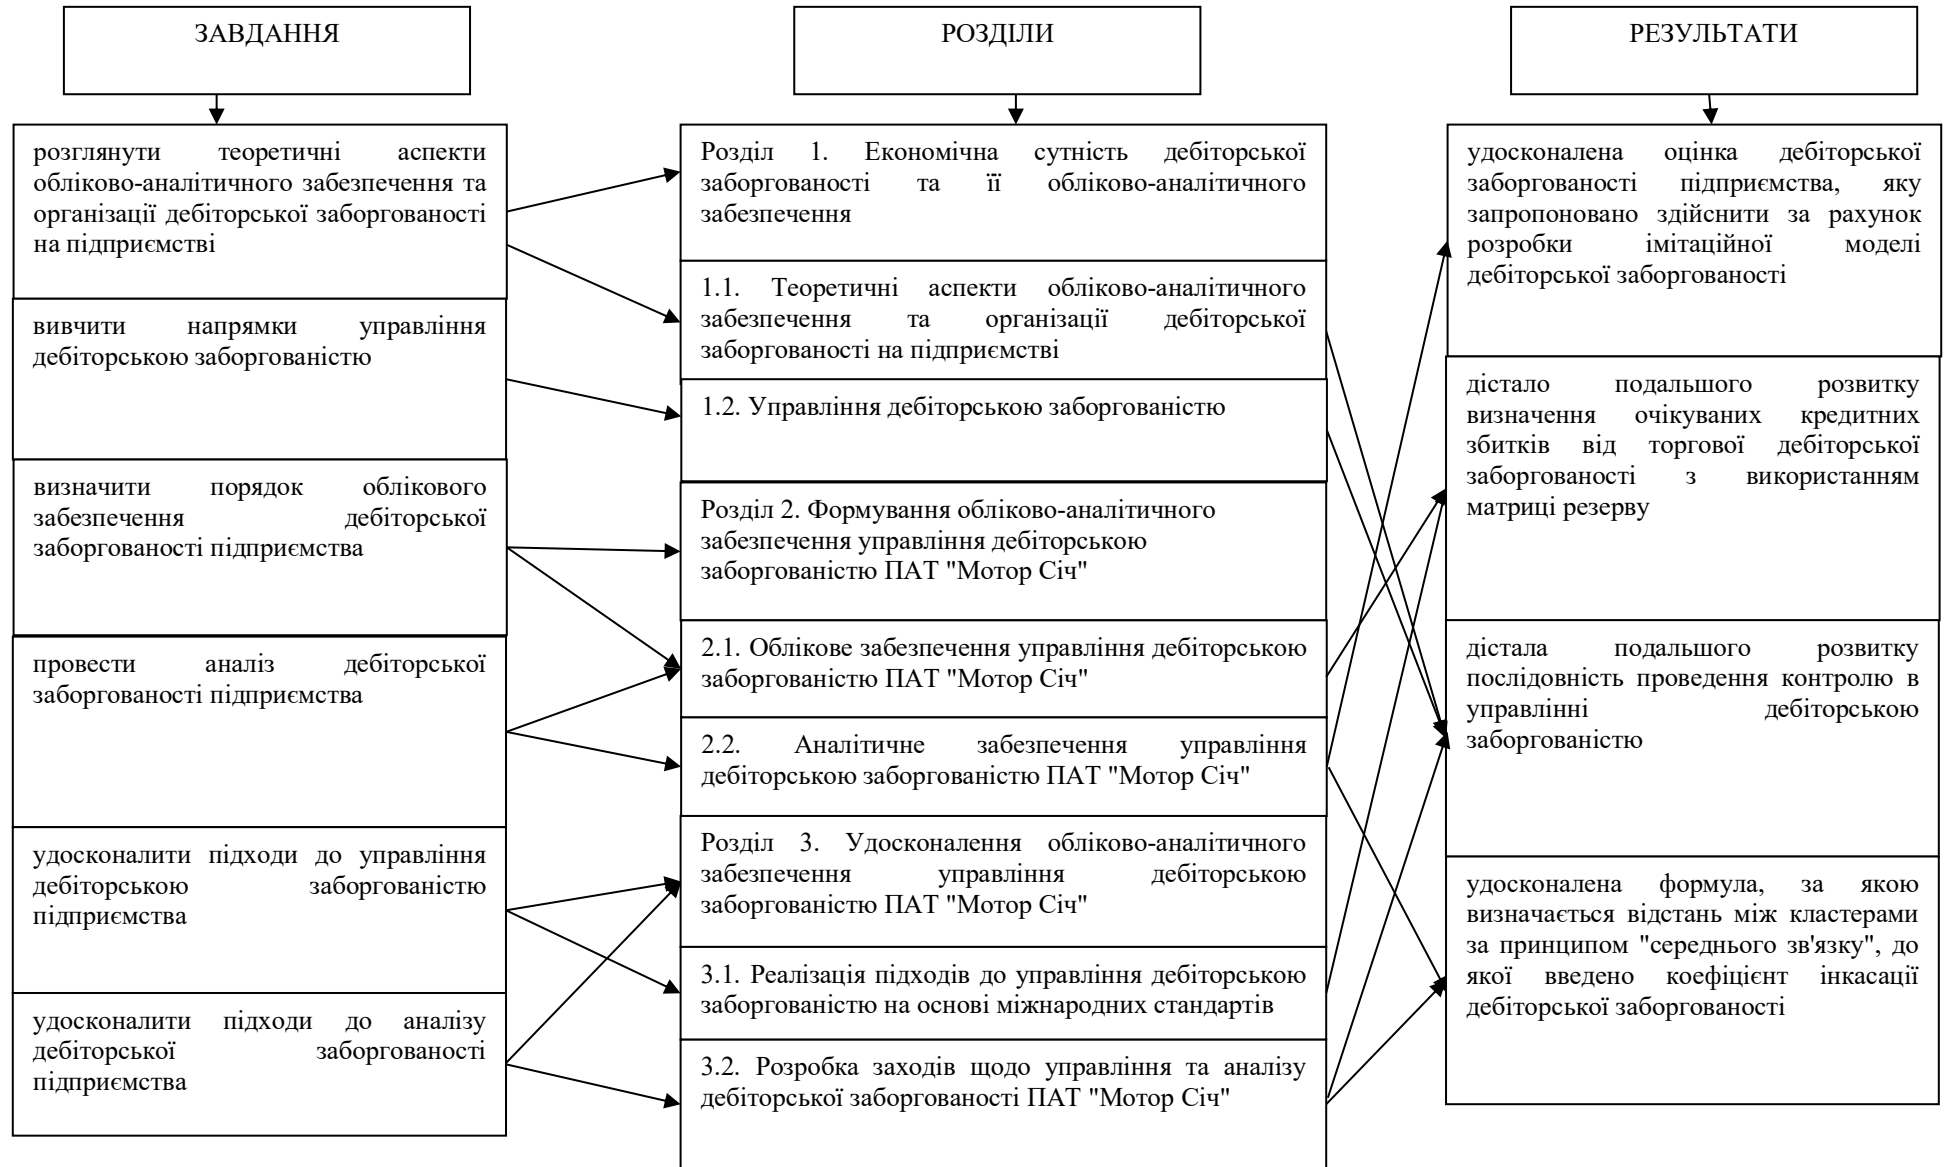 ЗАВДАННЯ
розглянути теоретичні аспекти
обліково-аналітичного забезпечення та
організації дебіторської заборгованості
на підприємстві
вивчити напрямки управління
дебіторською заборгованістю
визначити порядок облікового
забезпечення дебіторської
заборгованості підприємства
провести аналіз дебіторської
заборгованості підприємства
удосконалити підходи до управління
дебіторською заборгованістю
підприємства
удосконалити підходи до аналізу
дебіторської заборгованості
підприємства
РОЗДІЛИ
Розділ 1. Економічна сутність дебіторської
заборгованості та її обліково-аналітичного
забезпечення
1.1. Теоретичні аспекти обліково-аналітичного
забезпечення та організації дебіторської
заборгованості на підприємстві
1.2. Управління дебіторською заборгованістю
Розділ 2. Формування обліково-аналітичного
забезпечення управління дебіторською
заборгованістю ПАТ "Мотор Січ"
2.1. Облікове забезпечення управління дебіторською
заборгованістю ПАТ "Мотор Січ"
2.2. Аналітичне забезпечення управління
дебіторською заборгованістю ПАТ "Мотор Січ"
Розділ 3. Удосконалення обліково-аналітичного
забезпечення управління дебіторською
заборгованістю ПАТ "Мотор Січ"
3.1. Реалізація підходів до управління дебіторською
заборгованістю на основі міжнародних стандартів
3.2. Розробка заходів щодо управління та аналізу
дебіторської заборгованості ПАТ "Мотор Січ"
РЕЗУЛЬТАТИ
удосконалена оцінка дебіторської
заборгованості підприємства, яку
запропоновано здійснити за рахунок
розробки імітаційної моделі
дебіторської заборгованості
дістало подальшого розвитку
визначення очікуваних кредитних
збитків від торгової дебіторської
заборгованості з використанням
матриці резерву
дістала подальшого розвитку
послідовність проведення контролю в
управлінні дебіторською
заборгованістю
удосконалена формула, за якою
визначається відстань між кластерами
за принципом "середнього зв'язку", до
якої введено коефіцієнт інкасації
дебіторської заборгованості